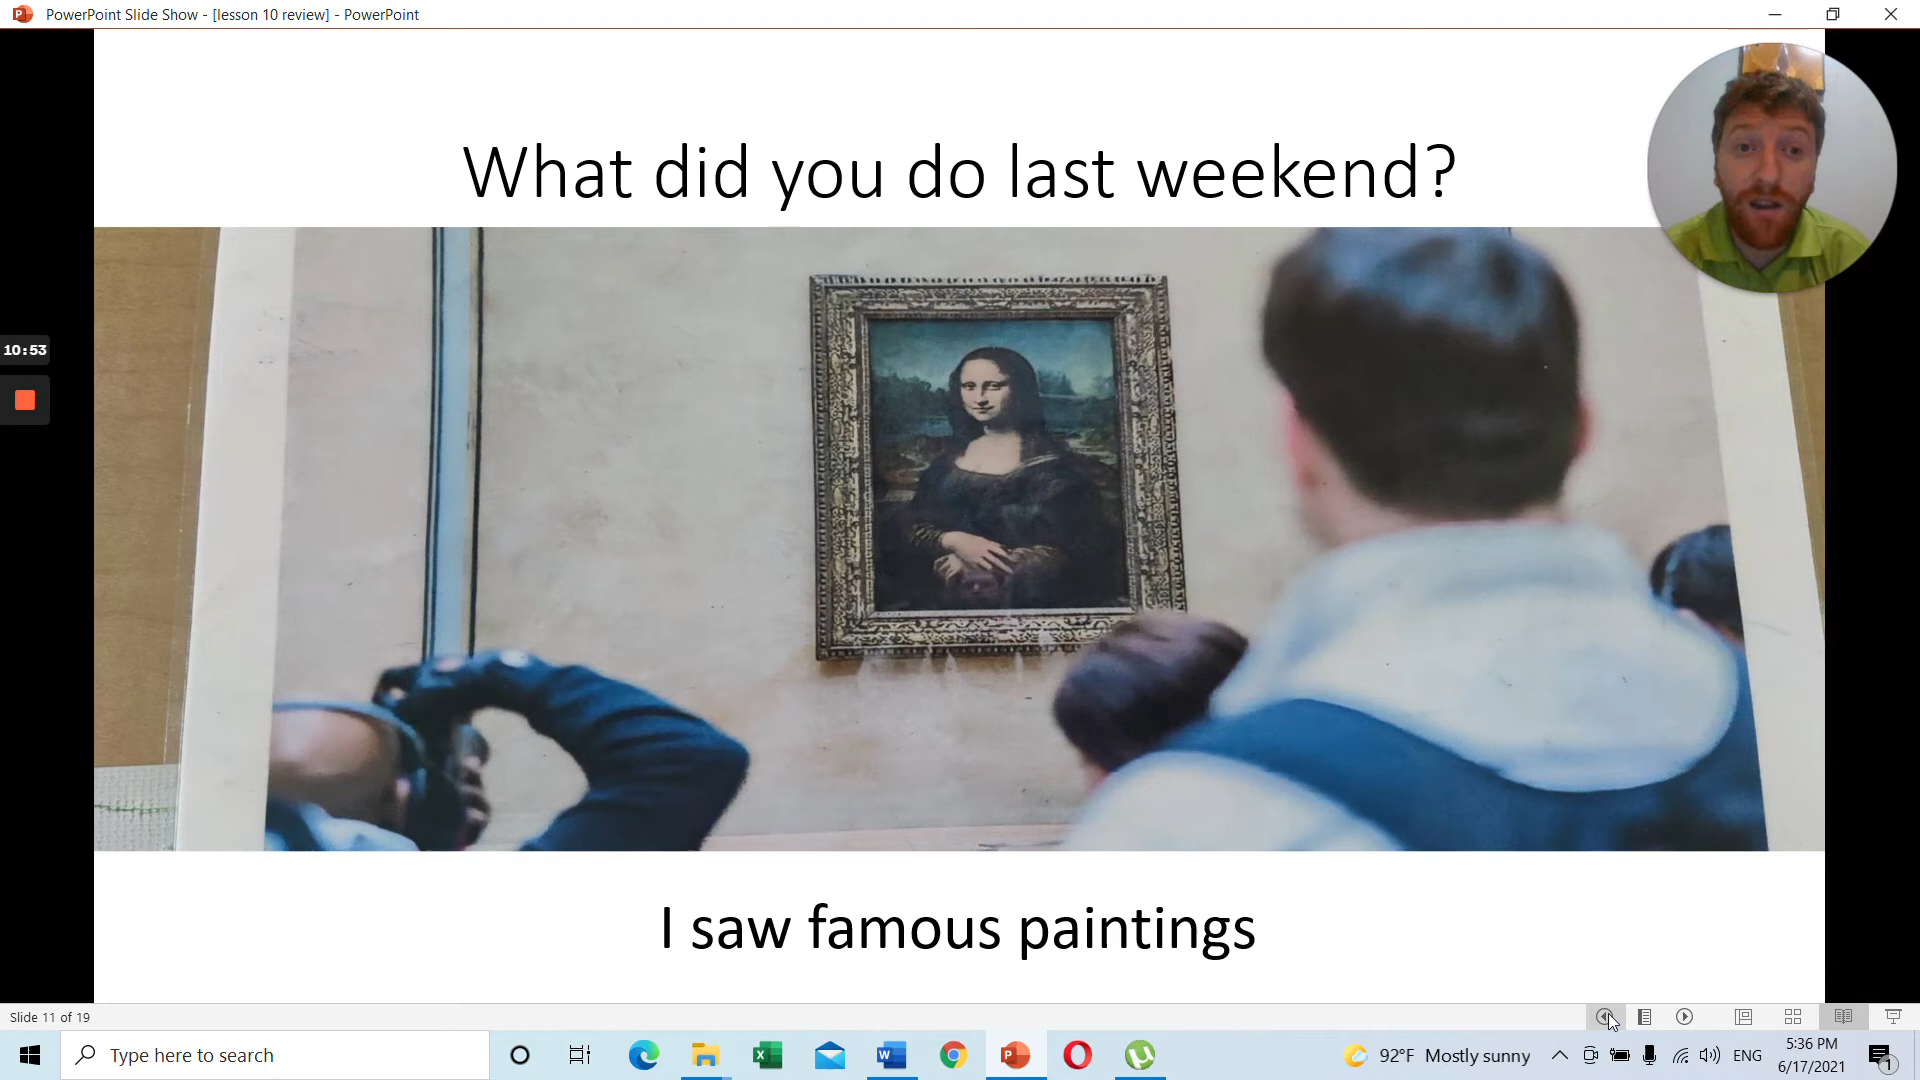 PowerPoint Slide Show - [lesson 10 review] - PowerPoint
What did you do last weekend?
10:53
I saw famous paintings
Slide 11 of 19
Type here to search
92°F Mostly sunny
ENG
5:36 PM
6/17/2021
1